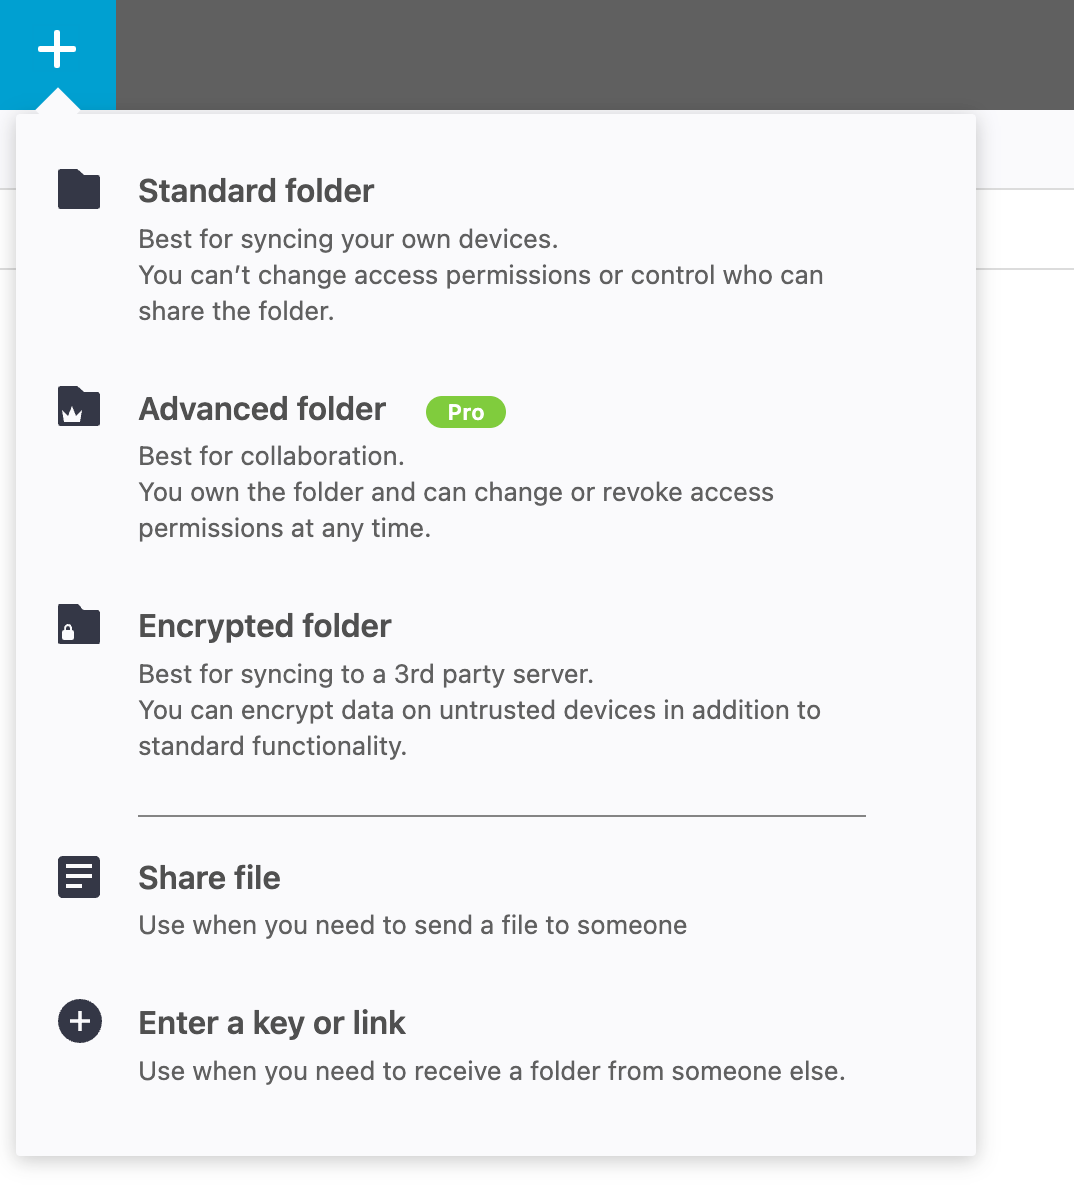 Standard folder
Best for syncing your own devices.
You can’t change access permissions or control who can
share the folder.
Advanced folder Pro
Best for collaboration.
You own the folder and can change or revoke access
permissions at any time.
Encrypted folder
Best for syncing to a 3rd party server.
You can encrypt data on untrusted devices in addition to
standard functionality.
Share file
Use when you need to send a file to someone
Enter a key or link
Use when you need to receive a folder from someone else.